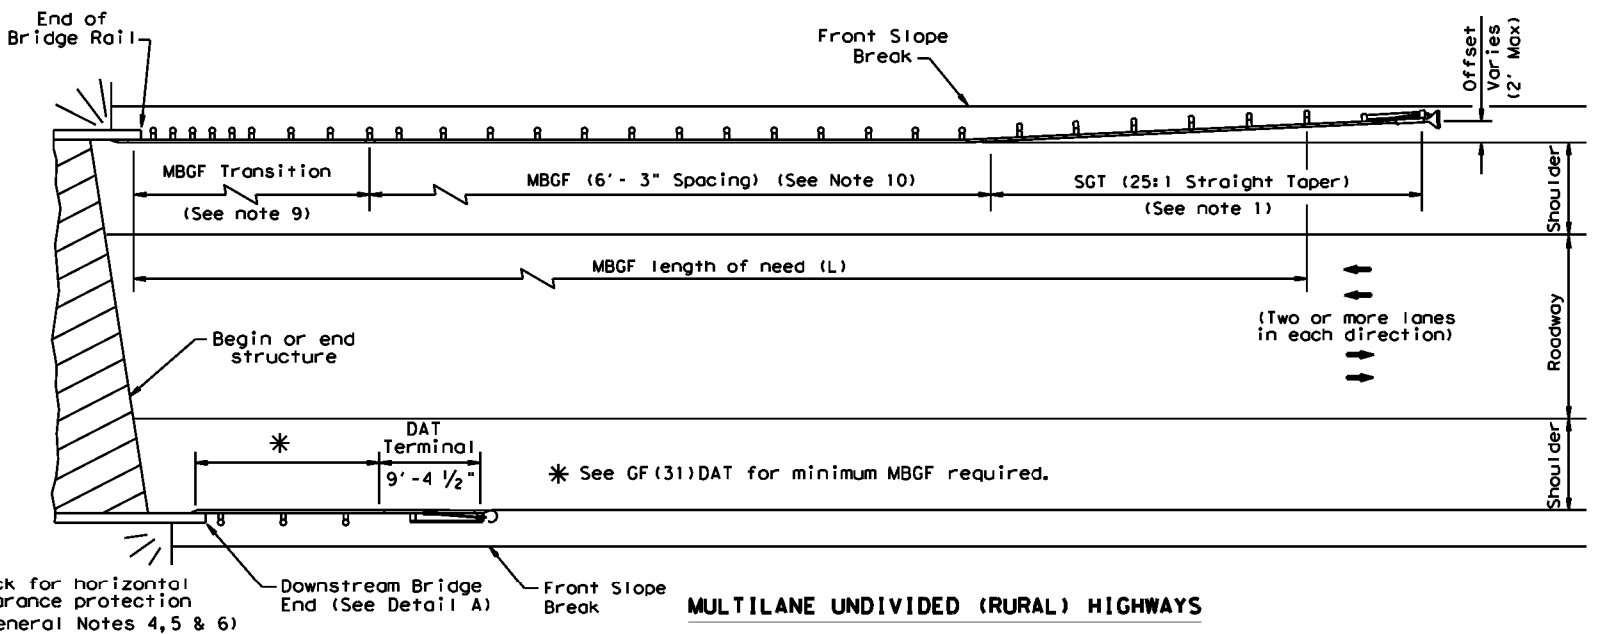 End of
Bridge Rail
Front Slope
Break
Offset
Varies
(2' Max)
MBGF Transition
(See note 9)
MBGF (6'- 3" Spacing) (See Note 10)
SGT (25:1 Straight Taper)
(See note 1)
Shoulder
MBGF length of need (L)
(Two or more lanes
in each direction)
Roadway
Begin or end
structure
DAT
Terminal
9'-4 1/2"
* See GF(31)DAT for minimum MBGF required.
*
Shoulder
ck for horizontal
arance protection
eneral Notes 4,5 & 6)
Downstream Bridge
End (See Detail A)
Front Slope
Break
MULTILANE UNDIVIDED (RURAL) HIGHWAYS